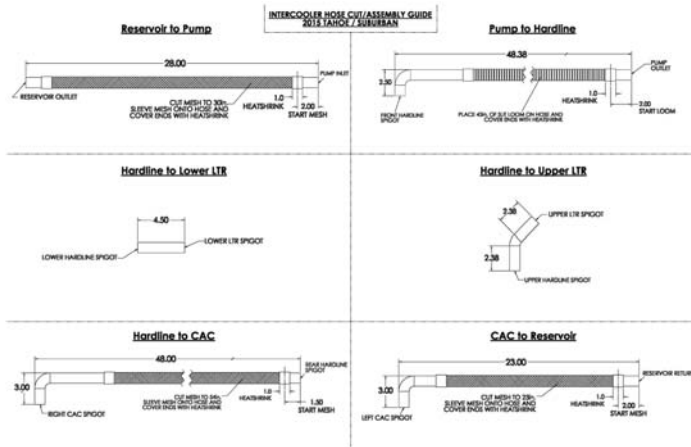 INTERCOOLER HOSE CUT/ASSEMBLY GUIDE
2015 TAHOE / SUBURBAN
Reservoir to Pump
28.00
PUMP INLET
RESERVOIR OUTLET
CUT MESH TO 30in,
SLEEVE MESH ONTO HOSE AND
COVER ENDS WITH HEATSHRINK
1.0
HEATSHRINK
2.00
START MESH
Pump to Hardline
48.38
PUMP
OUTLET
3.50
FRONT HARDLINE
SPIGOT
PLACE 43in. OF SLIT LOOM ON HOSE AND
COVER ENDS WITH HEATSHRINK
1.0
HEATSHRINK
2.00
START LOOM
Hardline to Lower LTR
4.50
LOWER LTR SPIGOT
LOWER HARDLINE SPIGOT
Hardline to Upper LTR
2.38
UPPER LTR SPIGOT
2.38
UPPER HARDLINE SPIGOT
Hardline to CAC
48.00
REAR HARDLINE
SPIGOT
3.00
RIGHT CAC SPIGOT
CUT MESH TO 54in,
SLEEVE MESH ONTO HOSE AND
COVER ENDS WITH HEATSHRINK
1.0
HEATSHRINK
1.50
START MESH
CAC to Reservoir
23.00
RESERVOIR RETURN
3.00
LEFT CAC SPIGOT
CUT MESH TO 25in,
SLEEVE MESH ONTO HOSE AND
COVER ENDS WITH HEATSHRINK
1.0
HEATSHRINK
2.00
START MESH